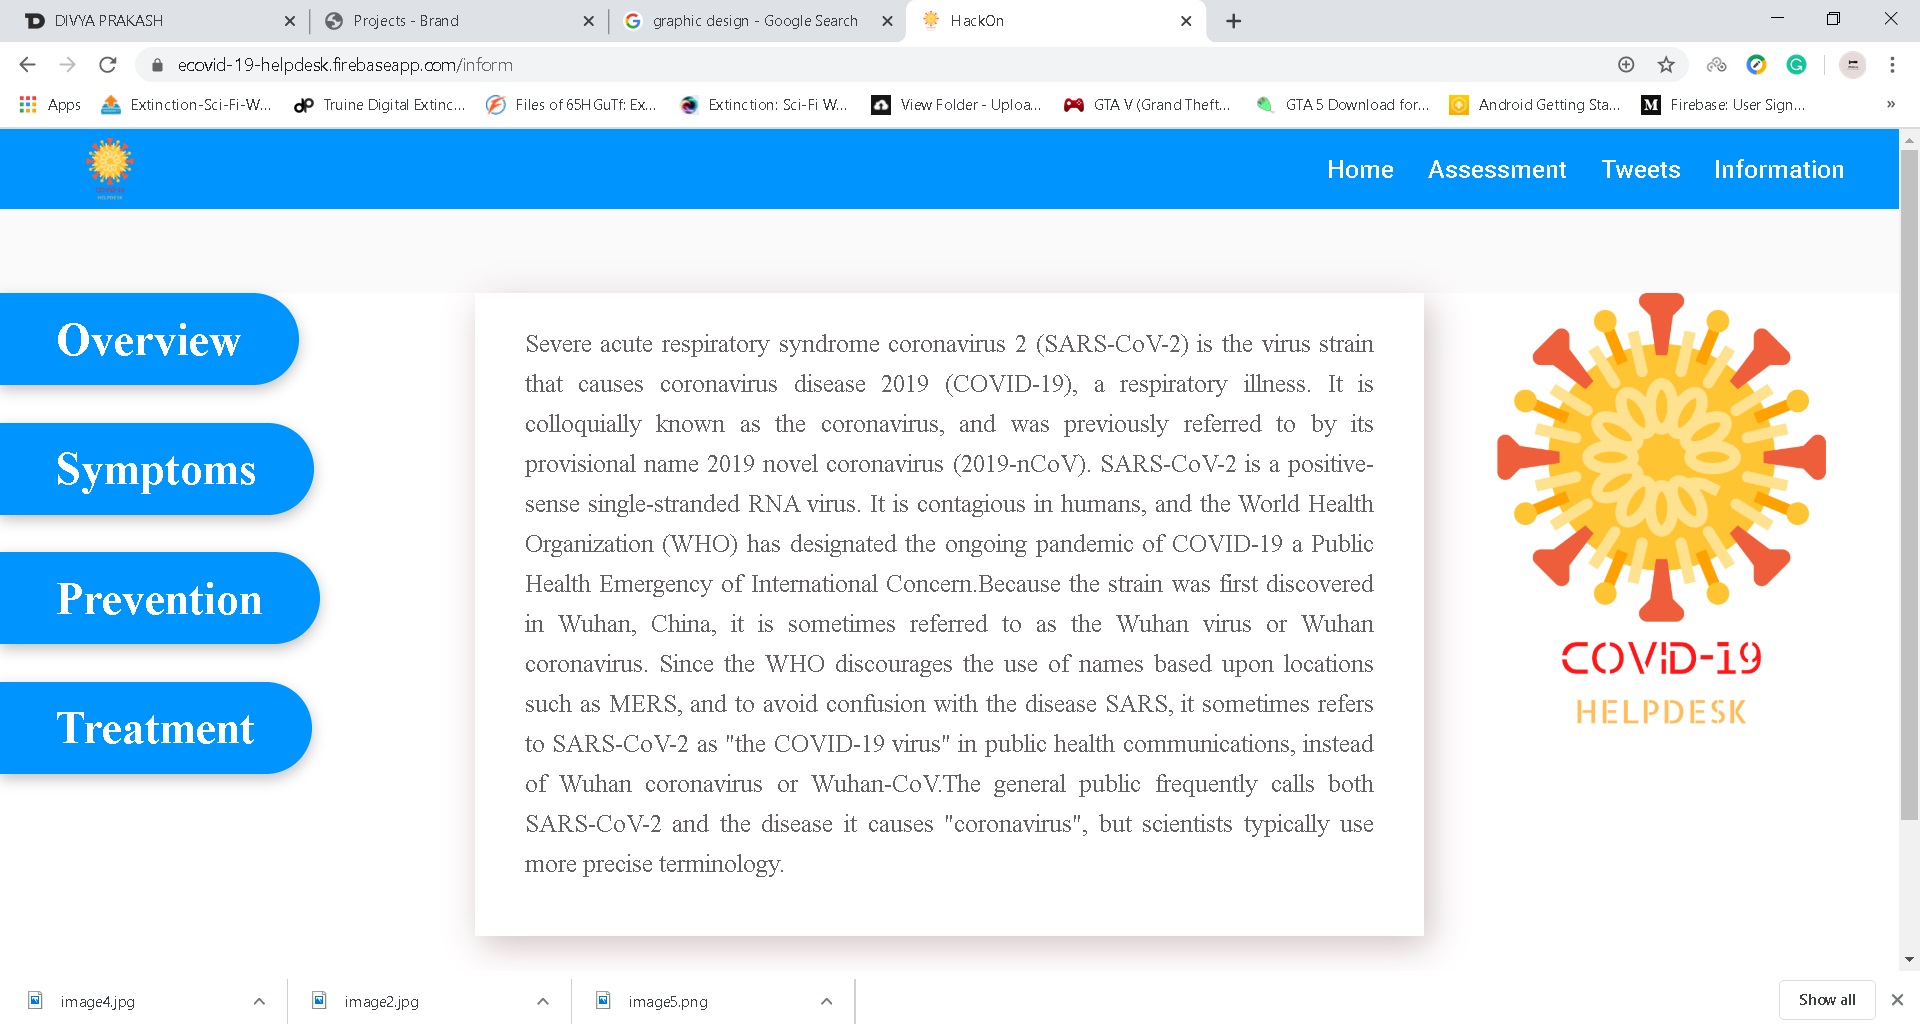 DIVYA PRAKASH
Projects - Brand
graphic design - Google Search
HackOn
ecovid-19-helpdesk.firebaseapp.com/inform
Apps
Extinction-Sci-Fi-W...
Truine Digital Extinc...
Files of 65HGuTf: Ex...
Extinction: Sci-Fi W...
View Folder - Uploa...
GTA V (Grand Theft...
GTA 5 Download for...
Android Getting Sta...
Firebase: User Sign...
»
COVID-19
HELPDESK
Home
Assessment
Tweets
Information
Overview
Symptoms
Prevention
Treatment
Severe acute respiratory syndrome coronavirus 2 (SARS-CoV-2) is the virus strain
that causes coronavirus disease 2019 (COVID-19), a respiratory illness. It is
colloquially known as the coronavirus, and was previously referred to by its
provisional name 2019 novel coronavirus (2019-nCoV). SARS-CoV-2 is a positive-
sense single-stranded RNA virus. It is contagious in humans, and the World Health
Organization (WHO) has designated the ongoing pandemic of COVID-19 a Public
Health Emergency of International Concern.Because the strain was first discovered
in Wuhan, China, it is sometimes referred to as the Wuhan virus or Wuhan
coronavirus. Since the WHO discourages the use of names based upon locations
such as MERS, and to avoid confusion with the disease SARS, it sometimes refers
to SARS-CoV-2 as "the COVID-19 virus" in public health communications, instead
of Wuhan coronavirus or Wuhan-CoV.The general public frequently calls both
SARS-CoV-2 and the disease it causes "coronavirus", but scientists typically use
more precise terminology.
COVID-19
HELPDESK
image4.jpg
image2.jpg
image5.png
Show all